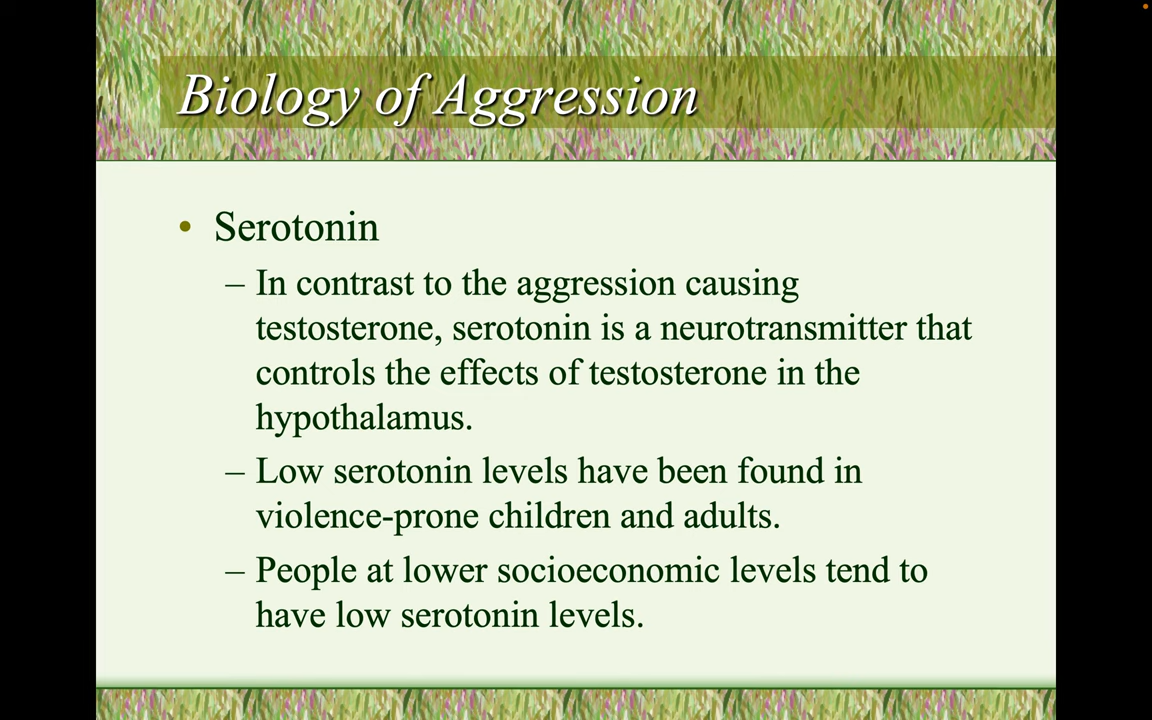 Biology of Aggression
• Serotonin
– In contrast to the aggression causing
testosterone, serotonin is a neurotransmitter that
controls the effects of testosterone in the
hypothalamus.
– Low serotonin levels have been found in
violence-prone children and adults.
– People at lower socioeconomic levels tend to
have low serotonin levels.